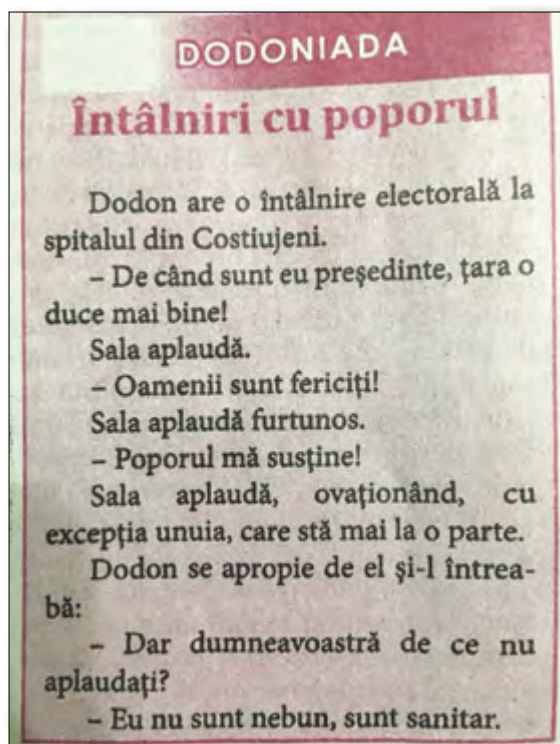 DODONIADA
Întâlniri cu poporul
Dodon are o întâlnire electorală la
spitalul din Costiujeni.
– De când sunt eu președinte, țara o
duce mai bine!
Sala aplaudă.
– Oamenii sunt fericiți!
Sala aplaudă furtunos.
– Poporul mă susține!
Sala aplaudă, ovaționând, cu
excepția unuia, care stă mai la o parte.
Dodon se apropie de el și-l întrea-
bă:
– Dar dumneavoastră de ce nu
aplaudați?
– Eu nu sunt nebun, sunt sanitar.